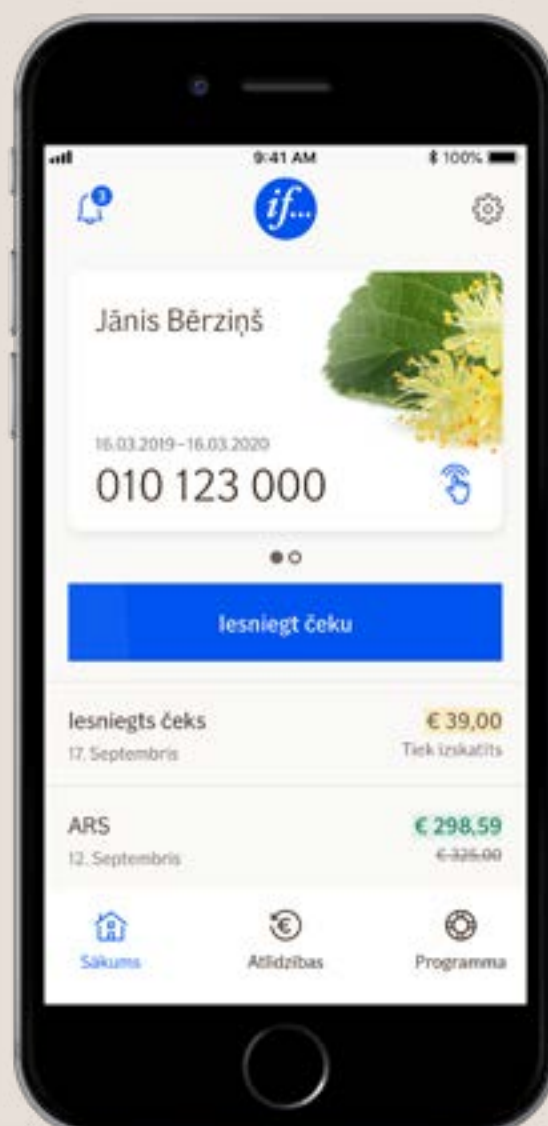 9:41 AM
100%
3
if...
Jānis Bērziņš
16.03.2019–16.03.2020
010 123 000
Iesniegt čeku
Iesniegts čeks
€ 39,00
17. Septembris
Tiek izskatīts
ARS
€ 298,59
12. Septembris
€ 325,00
Sākums
Atlīdzības
Programma